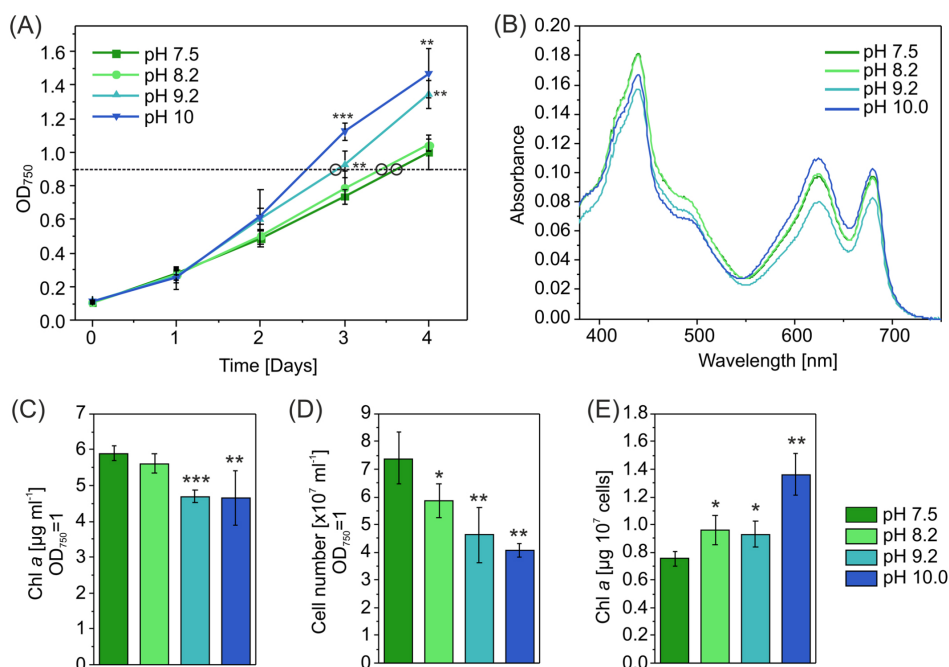 (A)
OD750
1.6
1.4
1.2
1.0
0.8
0.6
0.4
0.2
0.0
pH 7.5
pH 8.2
pH 9.2
pH 10
**
**
***
**
0 1 2 3 4
Time [Days]
(B)
Absorbance
0.20
0.18
0.16
0.14
0.12
0.10
0.08
0.06
0.04
0.02
0.00
pH 7.5
pH 8.2
pH 9.2
pH 10.0
400 500 600 700
Wavelength [nm]
(C)
Chl a [µg ml-1]
OD750=1
7
6
5
4
3
2
1
0
*** **
(D)
Cell number [x10⁷ ml-1]
OD750=1
9
8
7
6
5
4
3
2
1
0
* ** **
(E)
Chl a [µg 10⁷ cells]
1.8
1.6
1.4
1.2
1.0
0.8
0.6
0.4
0.2
0.0
* * **
pH 7.5
pH 8.2
pH 9.2
pH 10.0